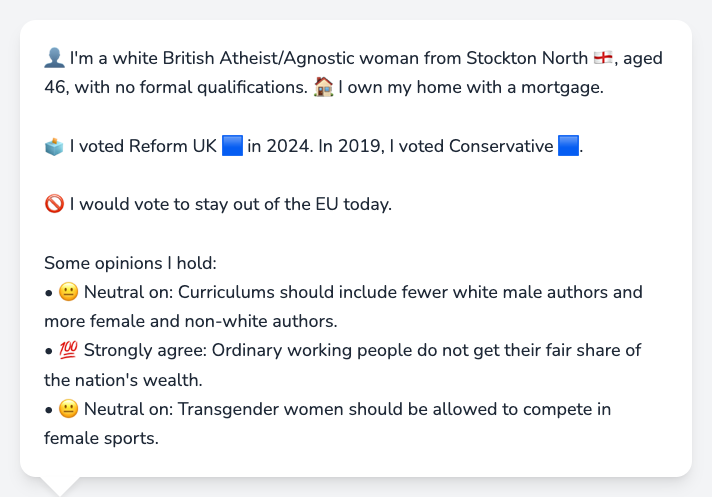 👤 I'm a white British Atheist/Agnostic woman from Stockton North 🏴󠁧󠁢󠁥󠁮󠁧󠁿, aged
46, with no formal qualifications. 🏠 I own my home with a mortgage.
🗳️ I voted Reform UK 🟦 in 2024. In 2019, I voted Conservative 🟦.
🚫 I would vote to stay out of the EU today.
Some opinions I hold:
• 😐 Neutral on: Curriculums should include fewer white male authors and
more female and non-white authors.
• 💯 Strongly agree: Ordinary working people do not get their fair share of
the nation's wealth.
• 😐 Neutral on: Transgender women should be allowed to compete in
female sports.